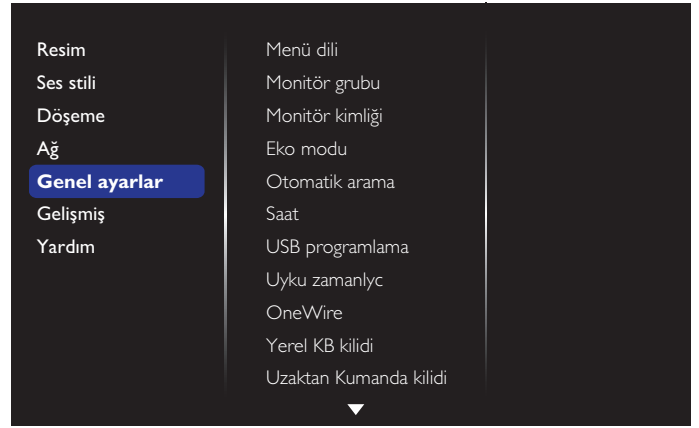 Resim
Ses stili
Döşeme
Ağ
Genel ayarlar
Gelişmiş
Yardım
Menü dili
Monitör grubu
Monitör kimliği
Eko modu
Otomatik arama
Saat
USB programlama
Uyku zamanlyc
OneWire
Yerel KB kilidi
Uzaktan Kumanda kilidi